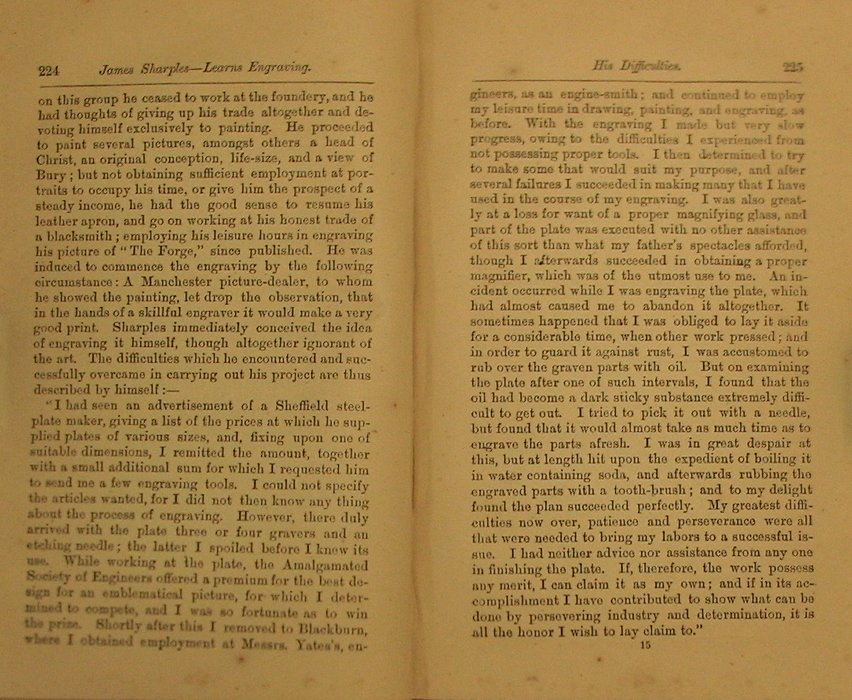 224 James Sharples—Learns Engraving.
on this group he ceased to work at the foundery, and he
had thoughts of giving up his trade altogether and de-
voting himself exclusively to painting. He proceeded
to paint several pictures, amongst others a head of
Christ, an original conception, life-size, and a view of
Bury; but not obtaining sufficient employment at por-
traits to occupy his time, or give him the prospect of a
steady income, he had the good sense to resume his
leather apron, and go on working at his honest trade of
a blacksmith; employing his leisure hours in engraving
his picture of "The Forge," since published. He was
induced to commence the engraving by the following
circumstance: A Manchester picture-dealer, to whom
he showed the painting, let drop the observation, that
in the hands of a skillful engraver it would make a very
good print. Sharples immediately conceived the idea
of engraving it himself, though altogether ignorant of
the art. The difficulties which he encountered and suc-
cessfully overcame in carrying out his project are thus
described by himself:—
"I had seen an advertisement of a Sheffield steel-
plate maker, giving a list of the prices at which he sup-
plied plates of various sizes, and, fixing upon one of
suitable dimensions, I remitted the amount, together
with a small additional sum for which I requested him
to send me a few engraving tools. I could not specify
the articles wanted, for I did not then know any thing
about the process of engraving. However, there duly
arrived with the plate three or four gravers and an
etching needle; the latter I spoiled before I knew its
use. While working at the plate, the Amalgamated
Society of Engineers offered a premium for the best de-
sign for an emblematical picture, for which I deter-
mined to compete, and I was so fortunate as to win
the prize. Shortly after this I removed to Blackburn,
where I obtained employment at Messrs. Yates's, en-
His Difficulties. 225
gineers, as an engine-smith; and continued to employ
my leisure time in drawing, painting, and engraving, as
before. With the engraving I made but very slow
progress, owing to the difficulties I experienced from
not possessing proper tools. I then determined to try
to make some that would suit my purpose, and after
several failures I succeeded in making many that I have
used in the course of my engraving. I was also great-
ly at a loss for want of a proper magnifying glass, and
part of the plate was executed with no other assistance
of this sort than what my father's spectacles afforded,
though I afterwards succeeded in obtaining a proper
magnifier, which was of the utmost use to me. An in-
cident occurred while I was engraving the plate, which
had almost caused me to abandon it altogether. It
sometimes happened that I was obliged to lay it aside
for a considerable time, when other work pressed; and
in order to guard it against rust, I was accustomed to
rub over the graven parts with oil. But on examining
the plate after one of such intervals, I found that the
oil had become a dark sticky substance extremely diffi-
cult to get out. I tried to pick it out with a needle,
but found that it would almost take as much time as to
engrave the parts afresh. I was in great despair at
this, but at length hit upon the expedient of boiling it
in water containing soda, and afterwards rubbing the
engraved parts with a tooth-brush; and to my delight
found the plan succeeded perfectly. My greatest diffi-
culties now over, patience and perseverance were all
that were needed to bring my labors to a successful is-
sue. I had neither advice nor assistance from any one
in finishing the plate. If, therefore, the work possess
any merit, I can claim it as my own; and if in its ac-
complishment I have contributed to show what can be
done by persevering industry and determination, it is
all the honor I wish to lay claim to."
15